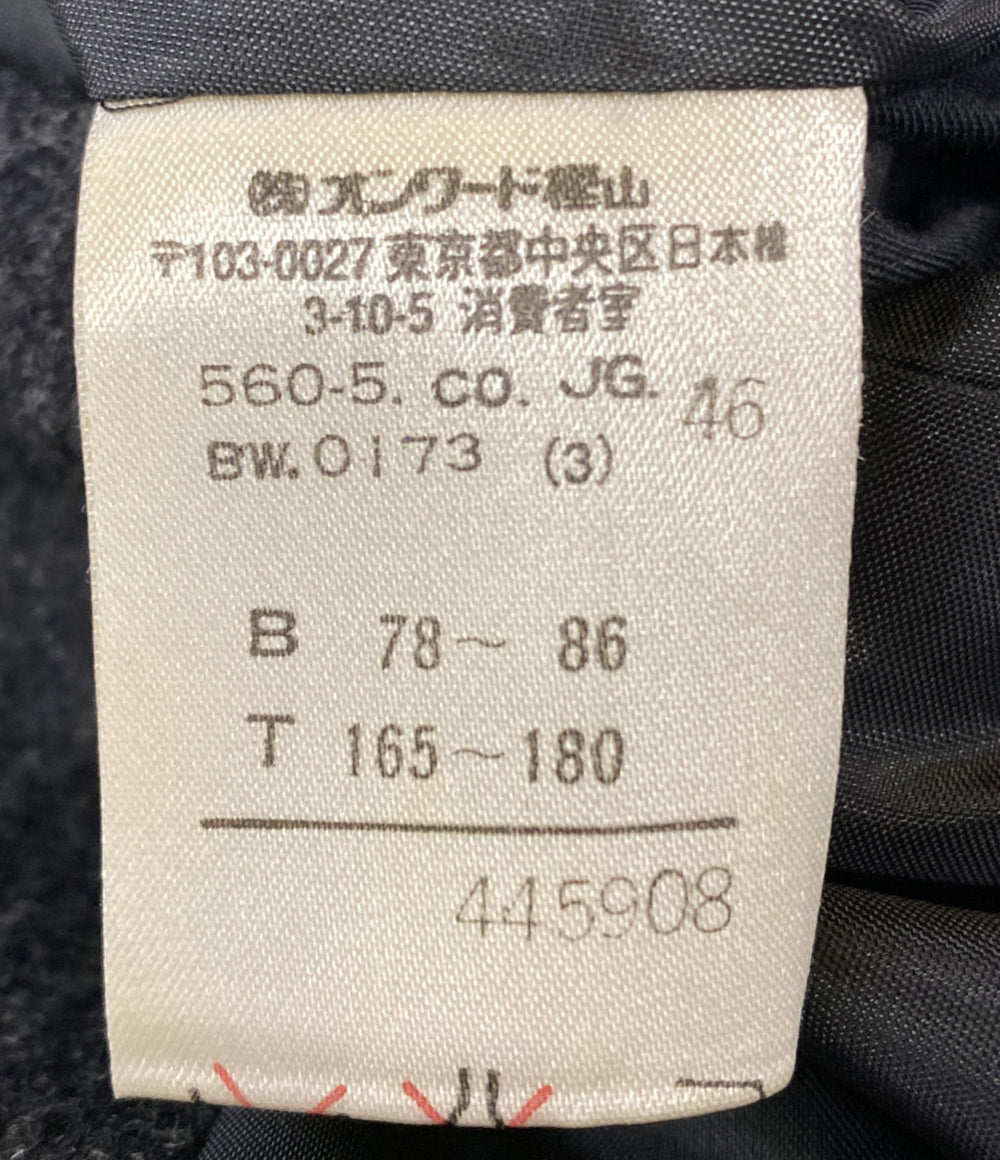 ㈱オンワード樫山
〒103-0027 東京都中央区日本橋
3-10-5 消費者室
560-5. CO. JG. 46
BW. 0173 (3)
B 78〜 86
T 165〜180
445908